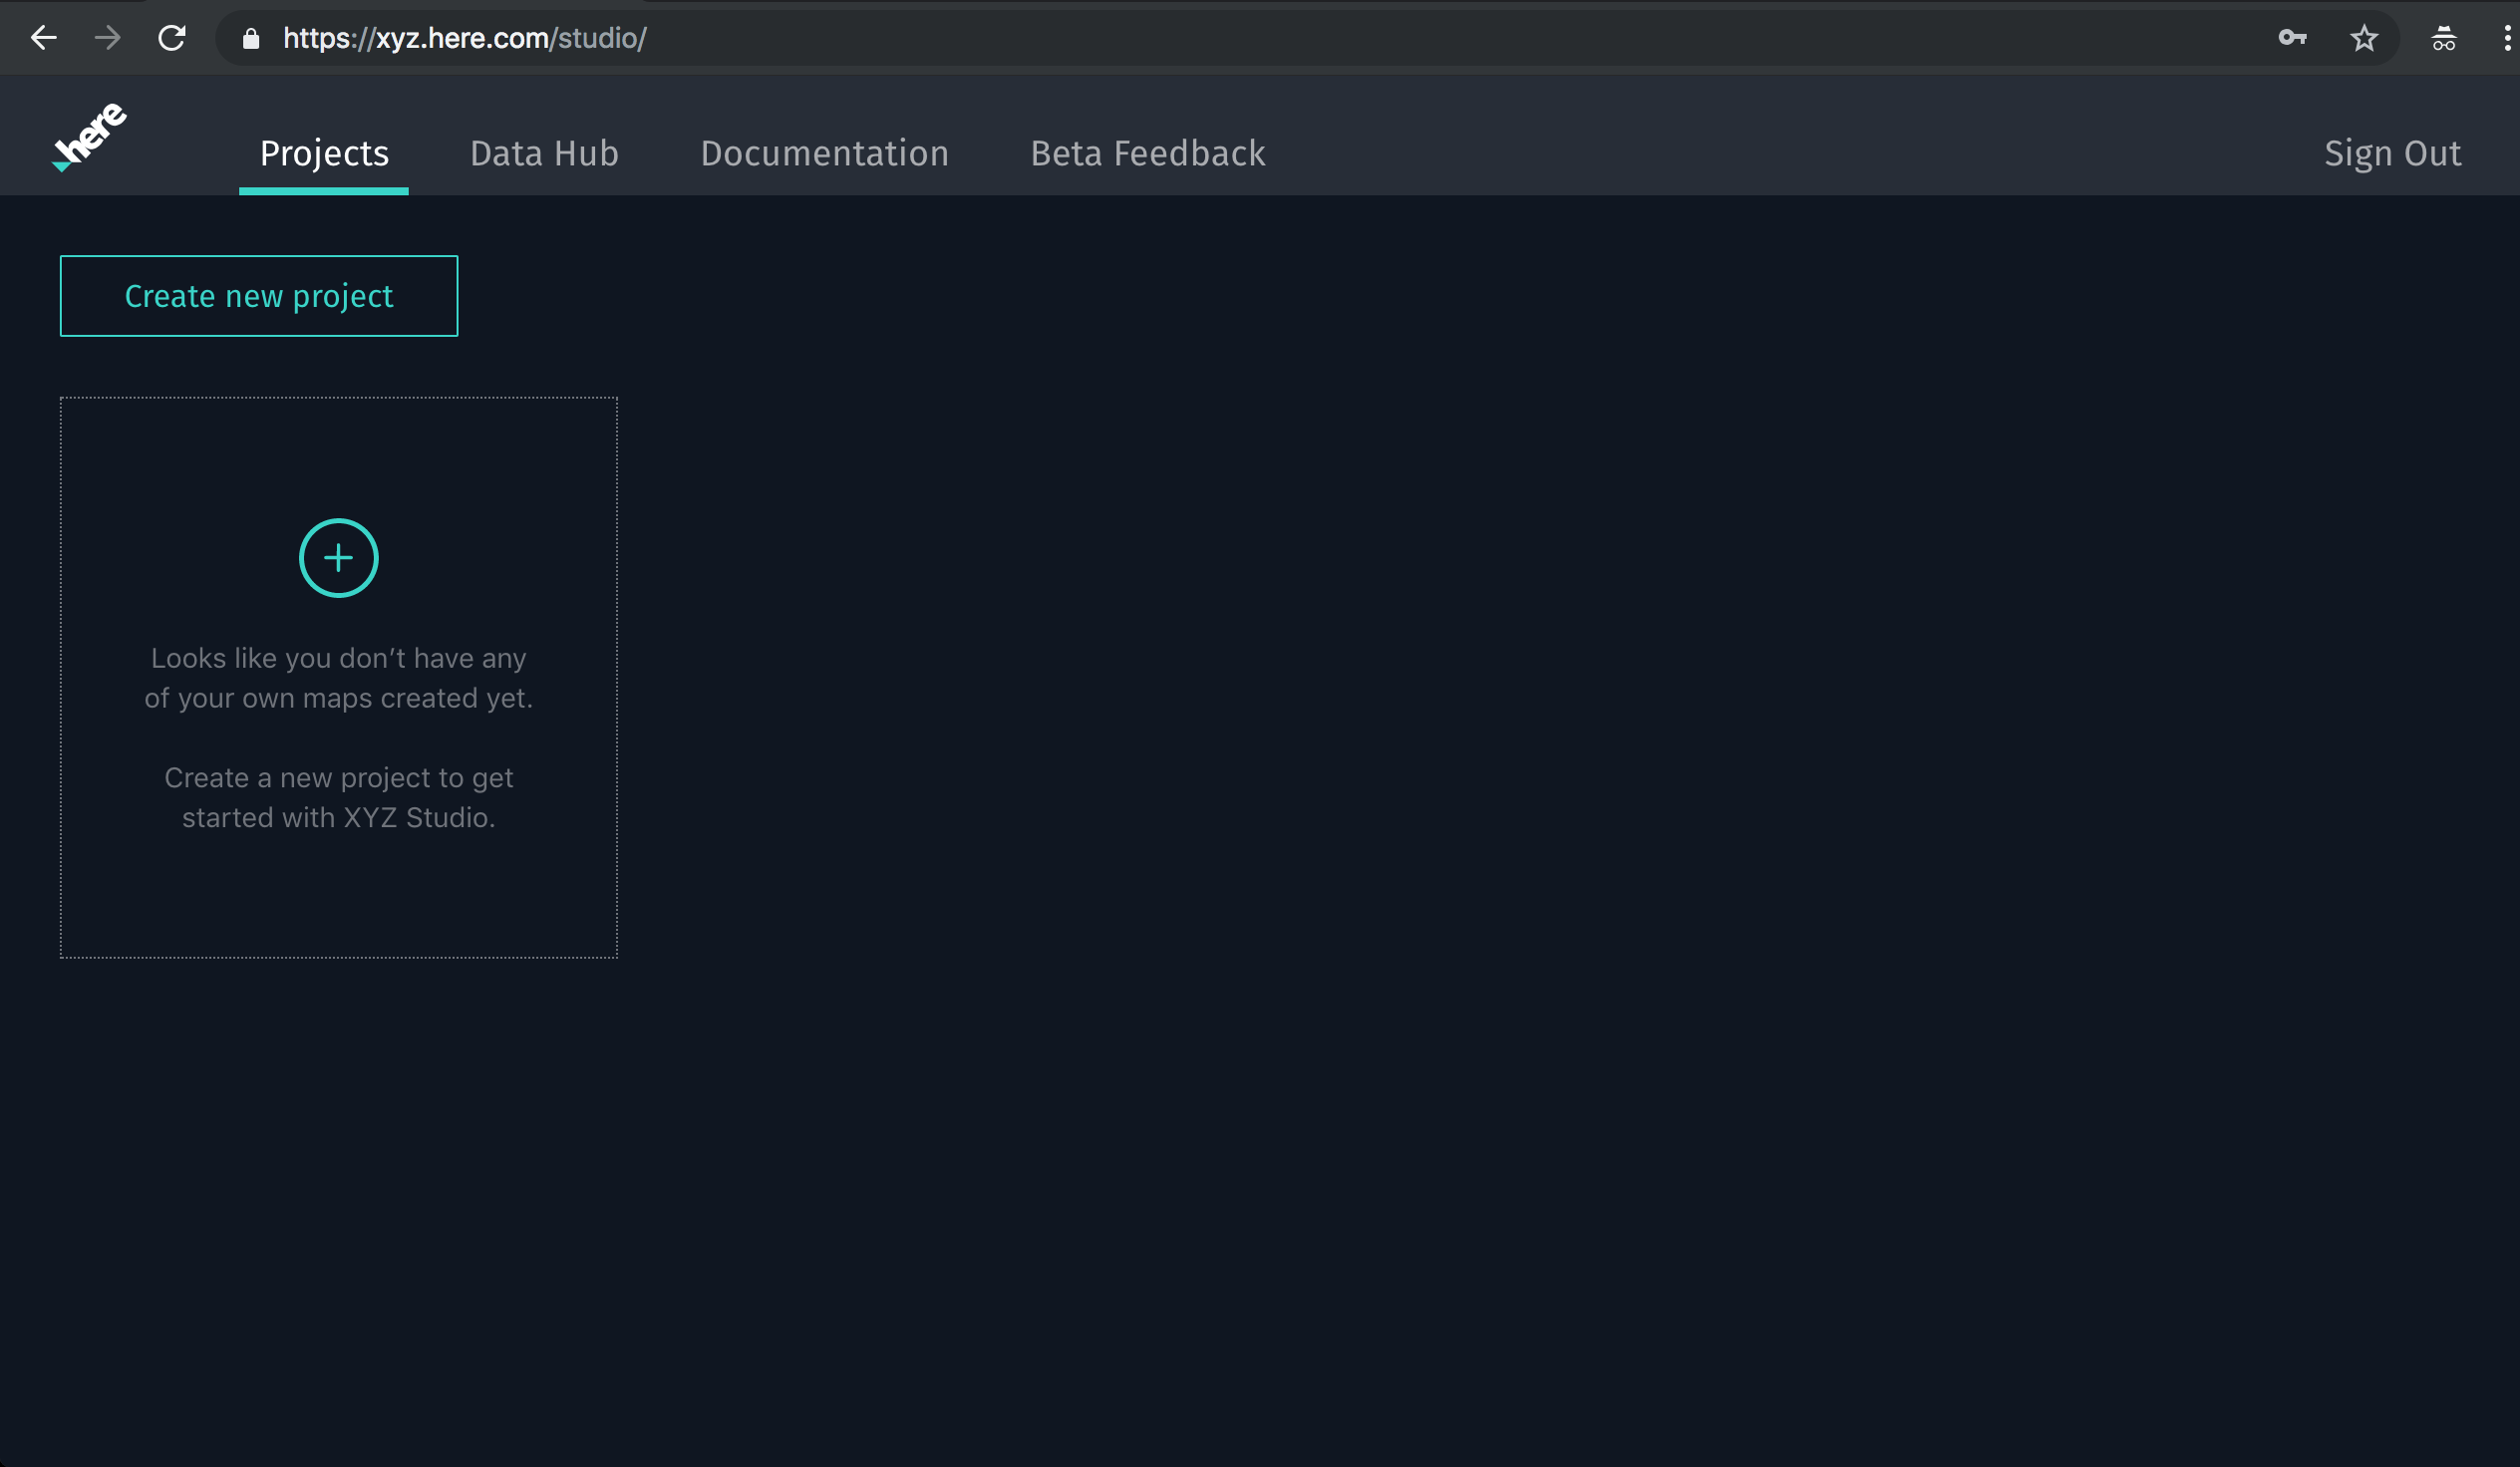 https://xyz.here.com/studio/
here
Projects
Data Hub
Documentation
Beta Feedback
Sign Out
Create new project
Looks like you don’t have any
of your own maps created yet.
Create a new project to get
started with XYZ Studio.